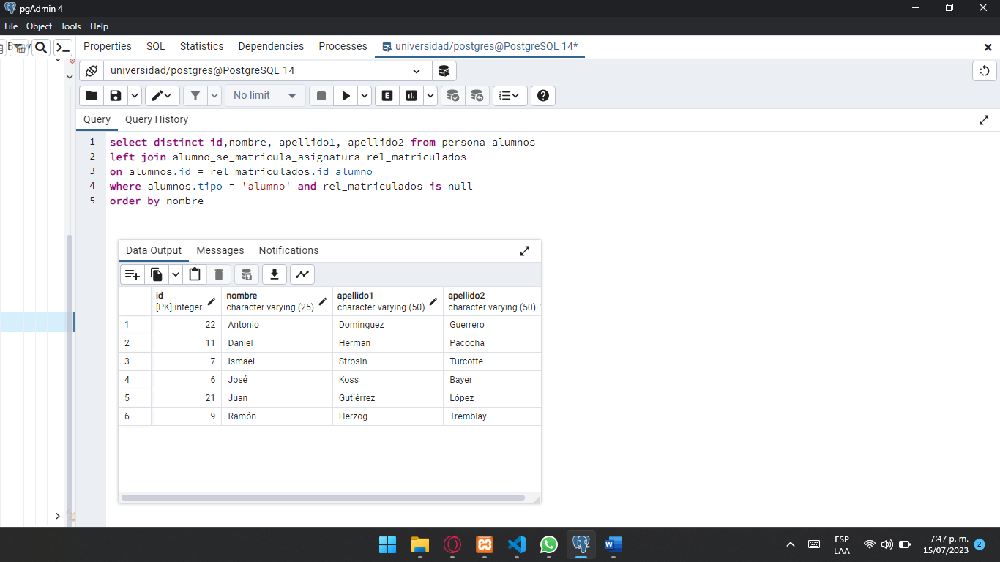 pgAdmin 4
File Object Tools Help
Properties SQL Statistics Dependencies Processes universidad/postgres@PostgreSQL 14*
universidad/postgres@PostgreSQL 14
No limit
E
Query Query History
1 select distinct id,nombre, apellido1, apellido2 from persona alumnos
2 left join alumno_se_matricula_asignatura rel_matriculados
3 on alumnos.id = rel_matriculados.id_alumno
4 where alumnos.tipo = 'alumno' and rel_matriculados is null
5 order by nombre
Data Output Messages Notifications
id nombre apellido1 apellido2
[PK] integer character varying (25) character varying (50) character varying (50)
1 22 Antonio Domínguez Guerrero
2 11 Daniel Herman Pacocha
3 7 Ismael Strosin Turcotte
4 6 José Koss Bayer
5 21 Juan Gutiérrez López
6 9 Ramón Herzog Tremblay
ESP 7:47 p. m.
LAA 15/07/2023 2